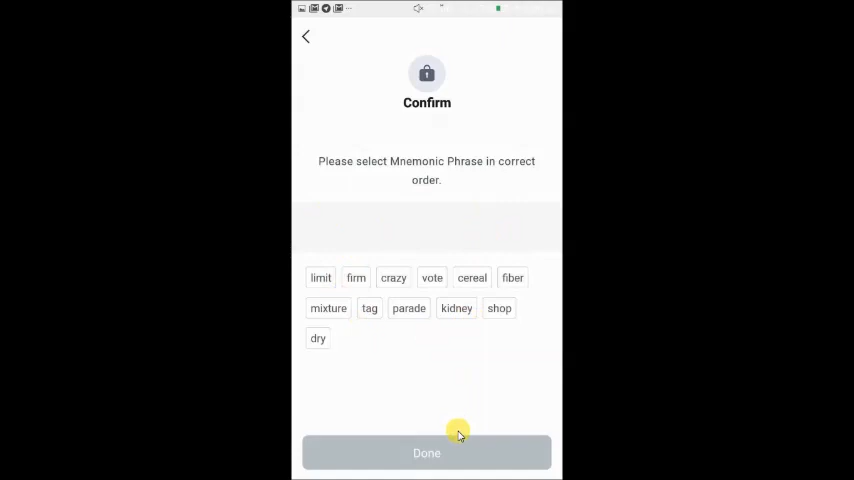 Confirm
Please select Mnemonic Phrase in correct
order.
limit firm crazy vote cereal fiber
mixture tag parade kidney shop
dry
Done